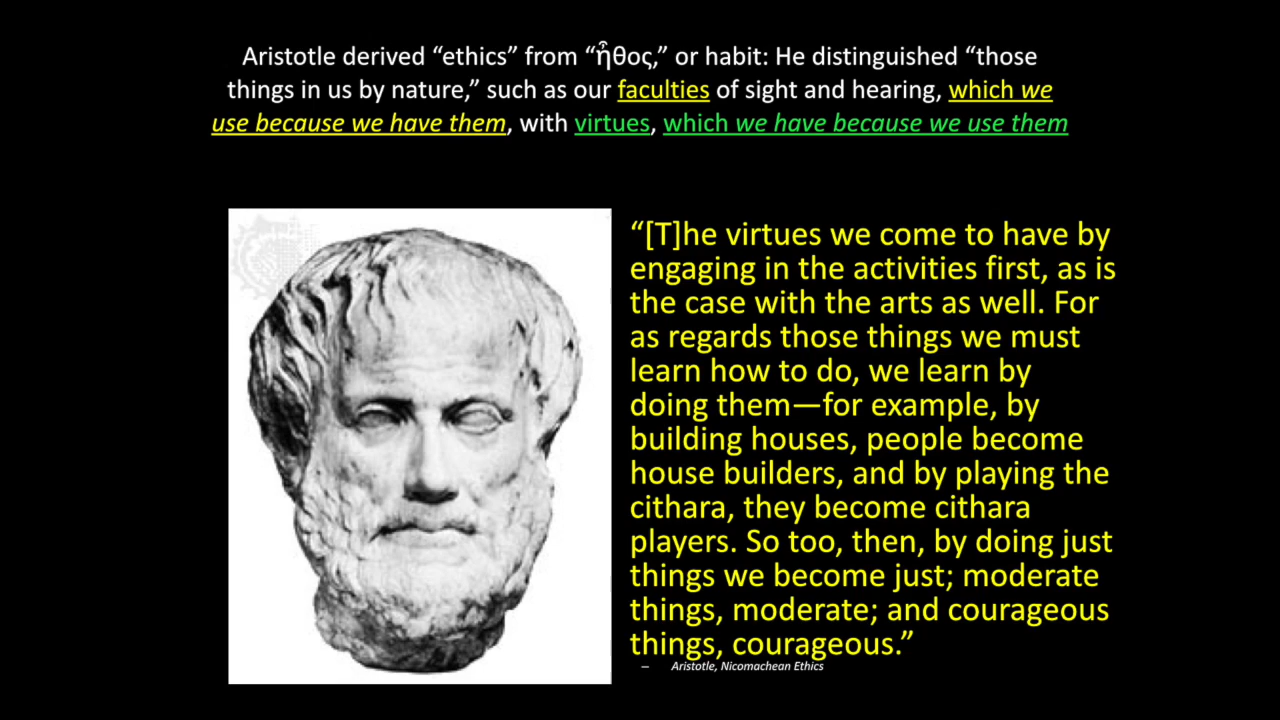 Aristotle derived “ethics” from “ἦθος,” or habit: He distinguished “those
things in us by nature,” such as our faculties of sight and hearing, which we
use because we have them, with virtues, which we have because we use them
“[T]he virtues we come to have by
engaging in the activities first, as is
the case with the arts as well. For
as regards those things we must
learn how to do, we learn by
doing them—for example, by
building houses, people become
house builders, and by playing the
cithara, they become cithara
players. So too, then, by doing just
things we become just; moderate
things, moderate; and courageous
things, courageous.”
– Aristotle, Nicomachean Ethics